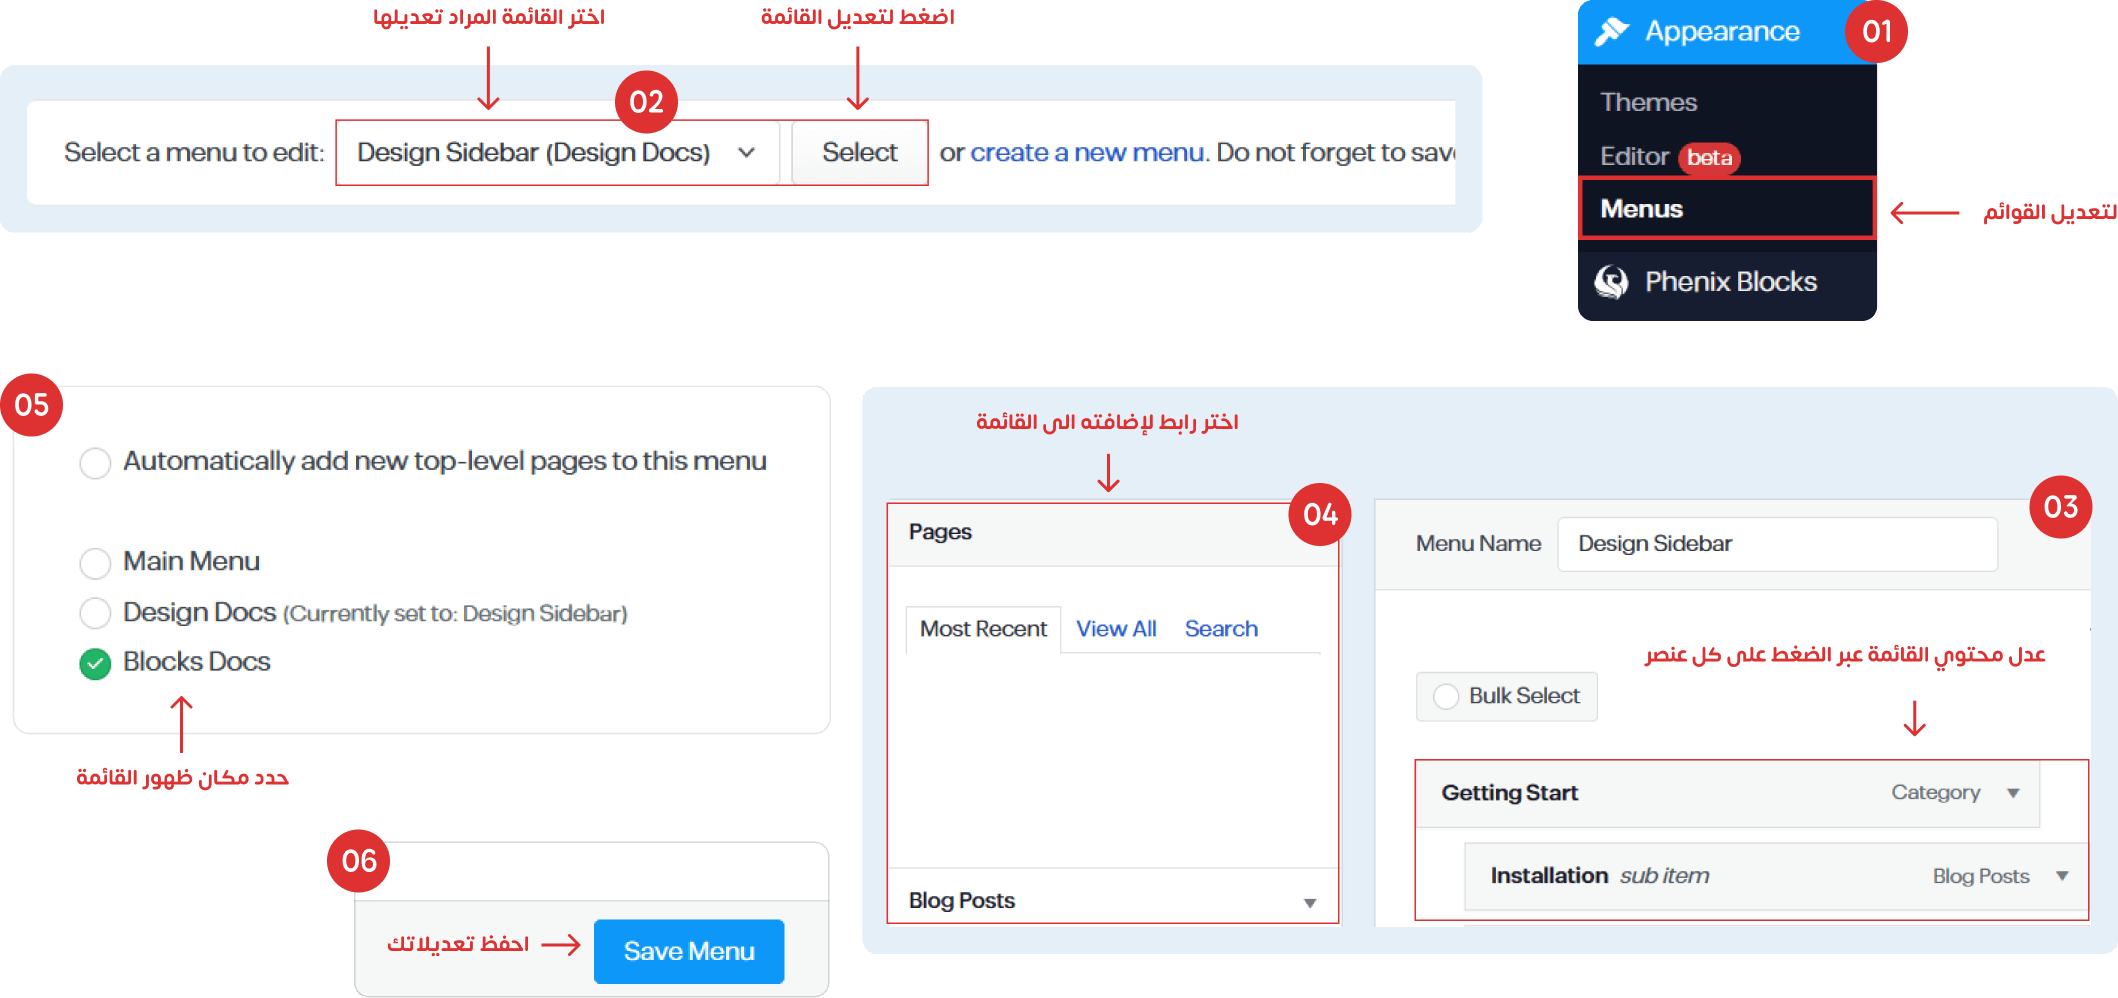 01
Appearance
Themes
Editor beta
Menus
لتعديل القوائم
Phenix Blocks
اختر القائمة المراد تعديلها
اضغط لتعديل القائمة
02
Select a menu to edit: Design Sidebar (Design Docs) Select or create a new menu. Do not forget to save
03
Menu Name Design Sidebar
عدل محتوي القائمة عبر الضغط على كل عنصر
Bulk Select
Getting Start Category
Installation sub item Blog Posts
اختر رابط لإضافته الى القائمة
04
Pages
Most Recent View All Search
Blog Posts
05
Automatically add new top-level pages to this menu
Main Menu
Design Docs (Currently set to: Design Sidebar)
Blocks Docs
حدد مكان ظهور القائمة
06
احفظ تعديلاتك
Save Menu